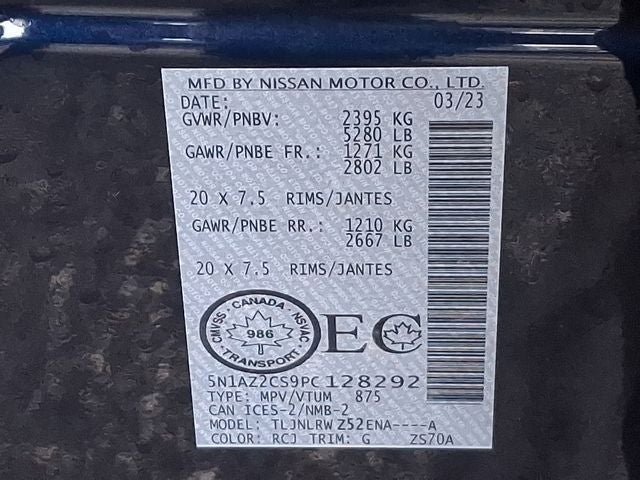 MFD BY NISSAN MOTOR CO., LTD.
DATE: 03/23
GVWR/PNBV: 2395 KG
5280 LB
GAWR/PNBE FR.: 1271 KG
2802 LB
20 X 7.5 RIMS/JANTES
GAWR/PNBE RR.: 1210 KG
2667 LB
20 X 7.5 RIMS/JANTES
CMVSS · CANADA · NSVAC
986
TRANSPORT
EC
5N1AZ2CS9PC128292
TYPE: MPV/VTUM 875
CAN ICES-2/NMB-2
MODEL: TLJNLRW Z52ENA----A
COLOR: RCJ TRIM: G ZS70A